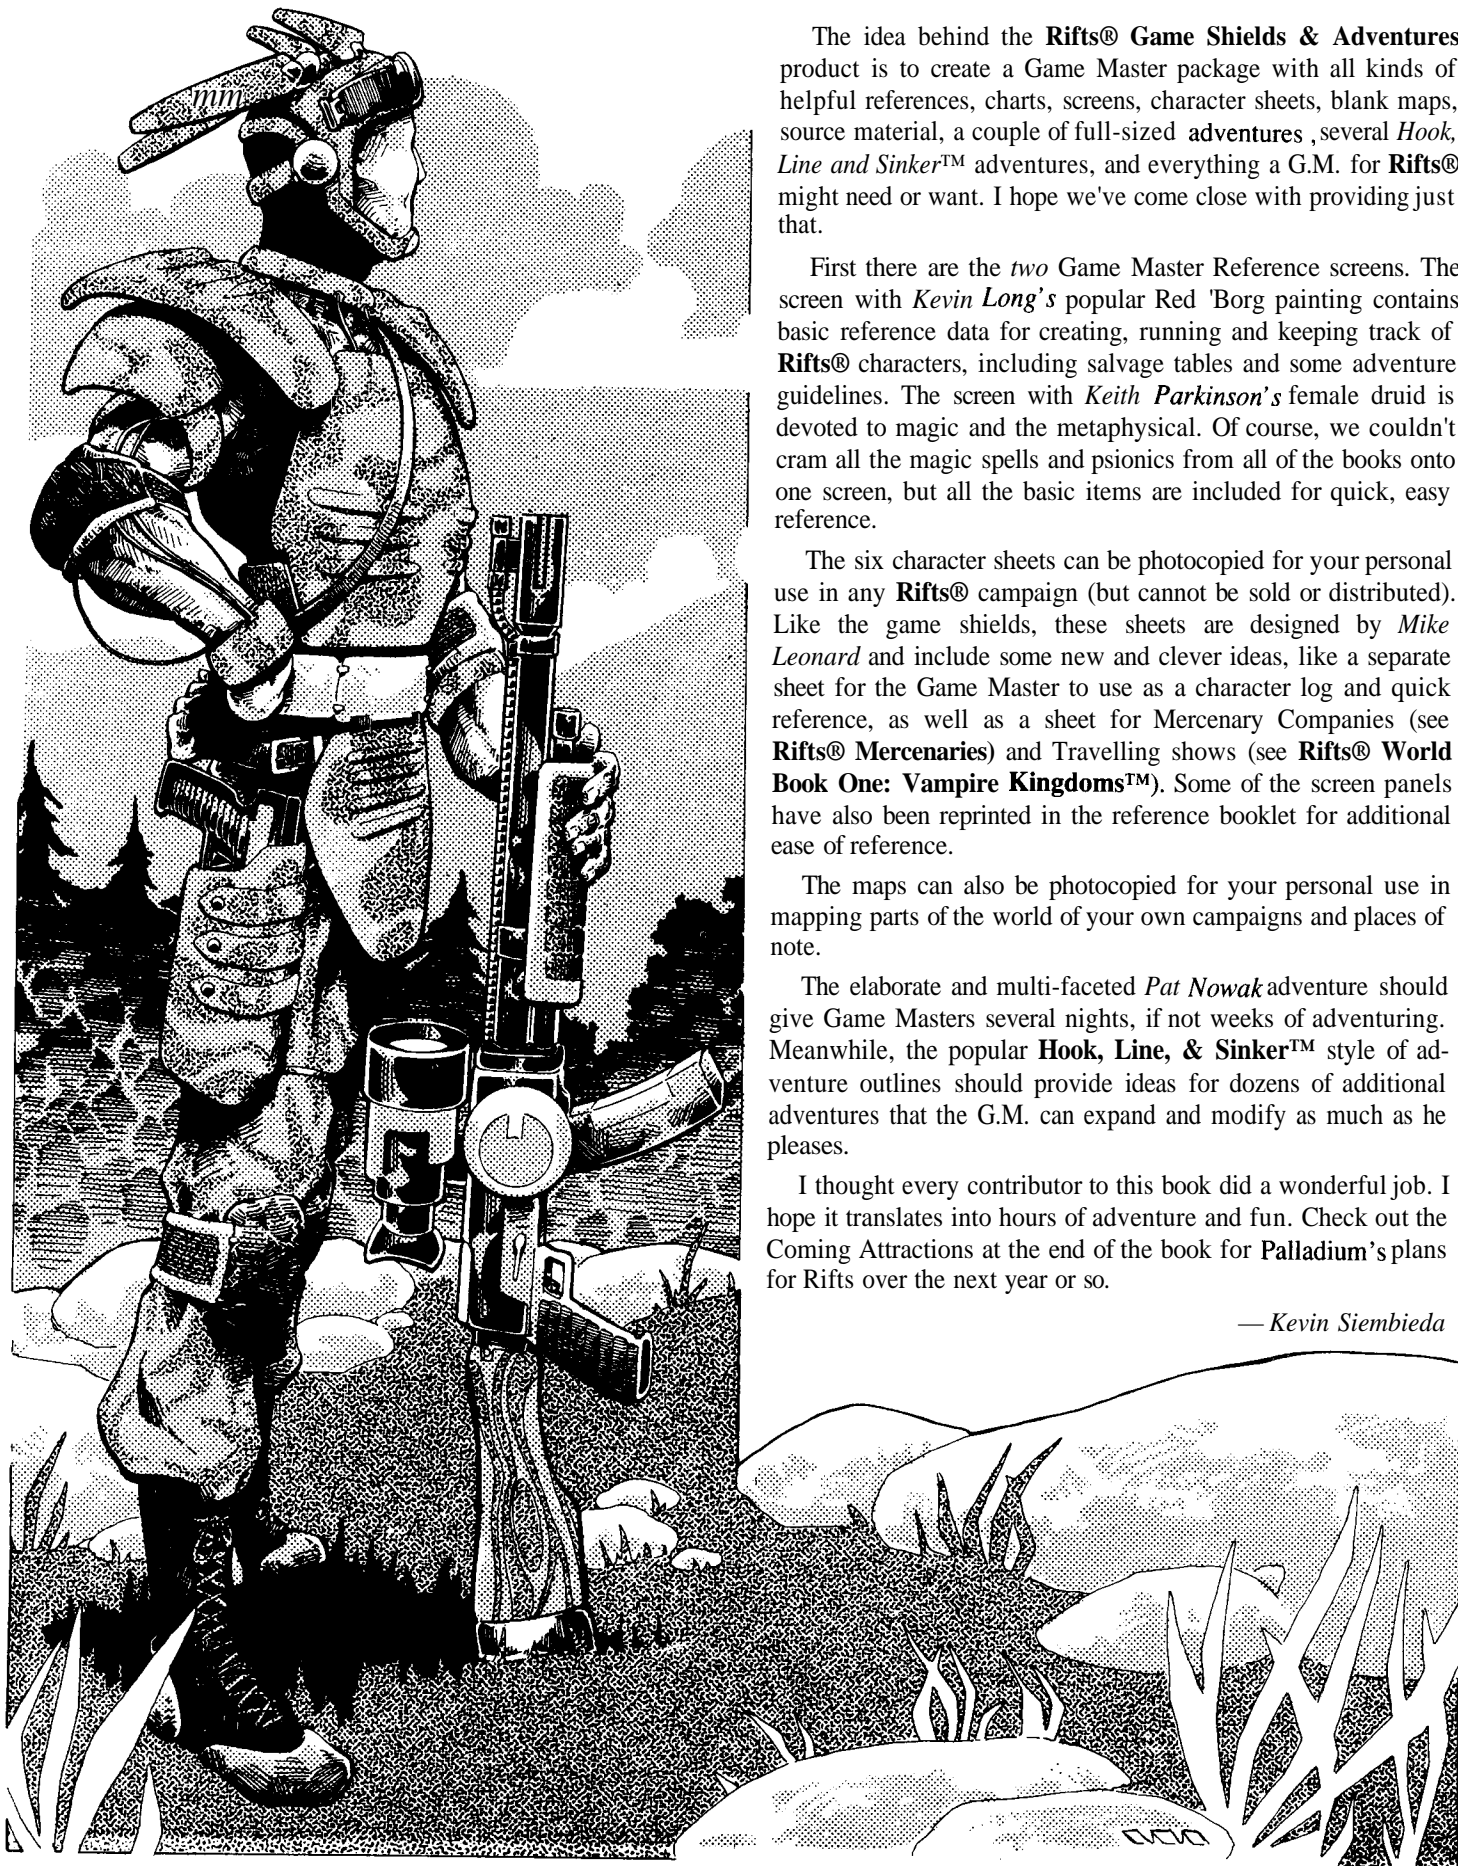 mm
The idea behind the Rifts® Game Shields & Adventures
product is to create a Game Master package with all kinds of
helpful references, charts, screens, character sheets, blank maps,
source material, a couple of full-sized adventures , several Hook,
Line and Sinker™ adventures, and everything a G.M. for Rifts®
might need or want. I hope we've come close with providing just
that.
First there are the two Game Master Reference screens. The
screen with Kevin Long's popular Red 'Borg painting contains
basic reference data for creating, running and keeping track of
Rifts® characters, including salvage tables and some adventure
guidelines. The screen with Keith Parkinson's female druid is
devoted to magic and the metaphysical. Of course, we couldn't
cram all the magic spells and psionics from all of the books onto
one screen, but all the basic items are included for quick, easy
reference.
The six character sheets can be photocopied for your personal
use in any Rifts® campaign (but cannot be sold or distributed).
Like the game shields, these sheets are designed by Mike
Leonard and include some new and clever ideas, like a separate
sheet for the Game Master to use as a character log and quick
reference, as well as a sheet for Mercenary Companies (see
Rifts® Mercenaries) and Travelling shows (see Rifts® World
Book One: Vampire Kingdoms™). Some of the screen panels
have also been reprinted in the reference booklet for additional
ease of reference.
The maps can also be photocopied for your personal use in
mapping parts of the world of your own campaigns and places of
note.
The elaborate and multi-faceted Pat Nowak adventure should
give Game Masters several nights, if not weeks of adventuring.
Meanwhile, the popular Hook, Line, & Sinker™ style of ad-
venture outlines should provide ideas for dozens of additional
adventures that the G.M. can expand and modify as much as he
pleases.
I thought every contributor to this book did a wonderful job. I
hope it translates into hours of adventure and fun. Check out the
Coming Attractions at the end of the book for Palladium's plans
for Rifts over the next year or so.
— Kevin Siembieda